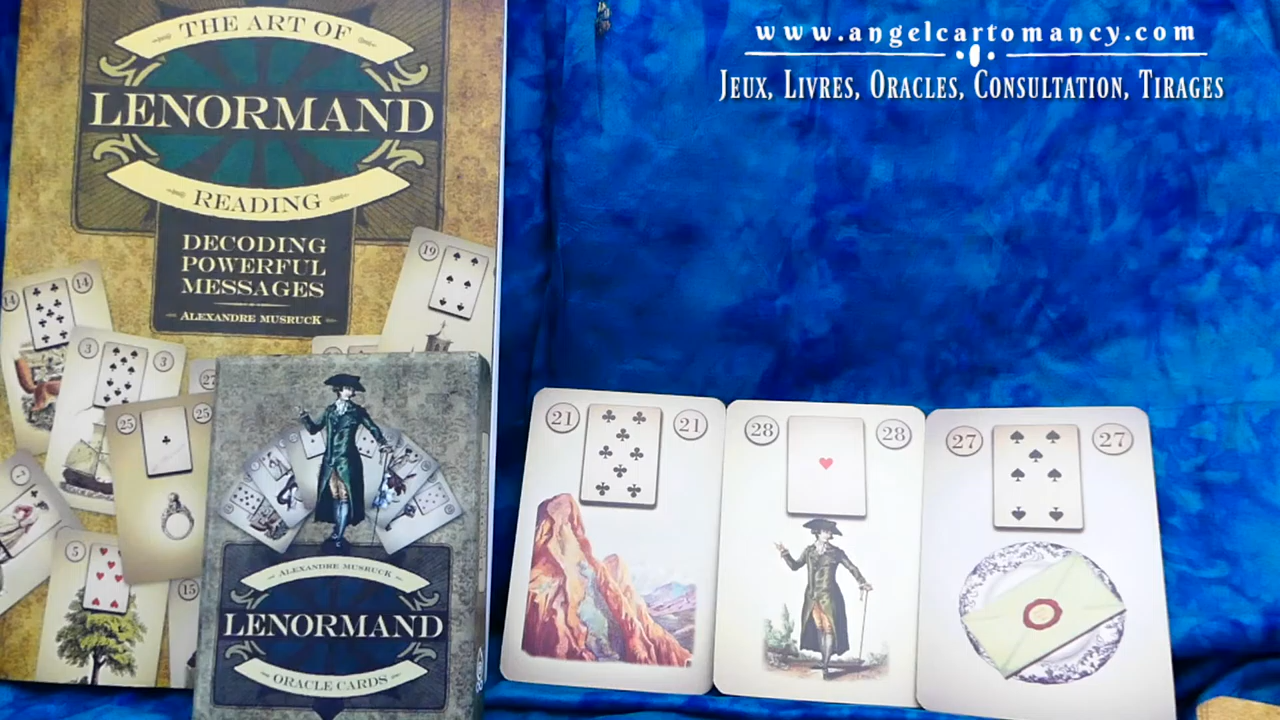 THE ART OF
LENORMAND
READING
DECODING
POWERFUL
MESSAGES
ALEXANDRE MUSRUCK
14 14
3 3
27
25 25
5
15
19
ALEXANDRE MUSRUCK
LENORMAND
ORACLE CARDS
www.angelcartomancy.com
Jeux, Livres, Oracles, Consultation, Tirages
21 21
28 28
27 27